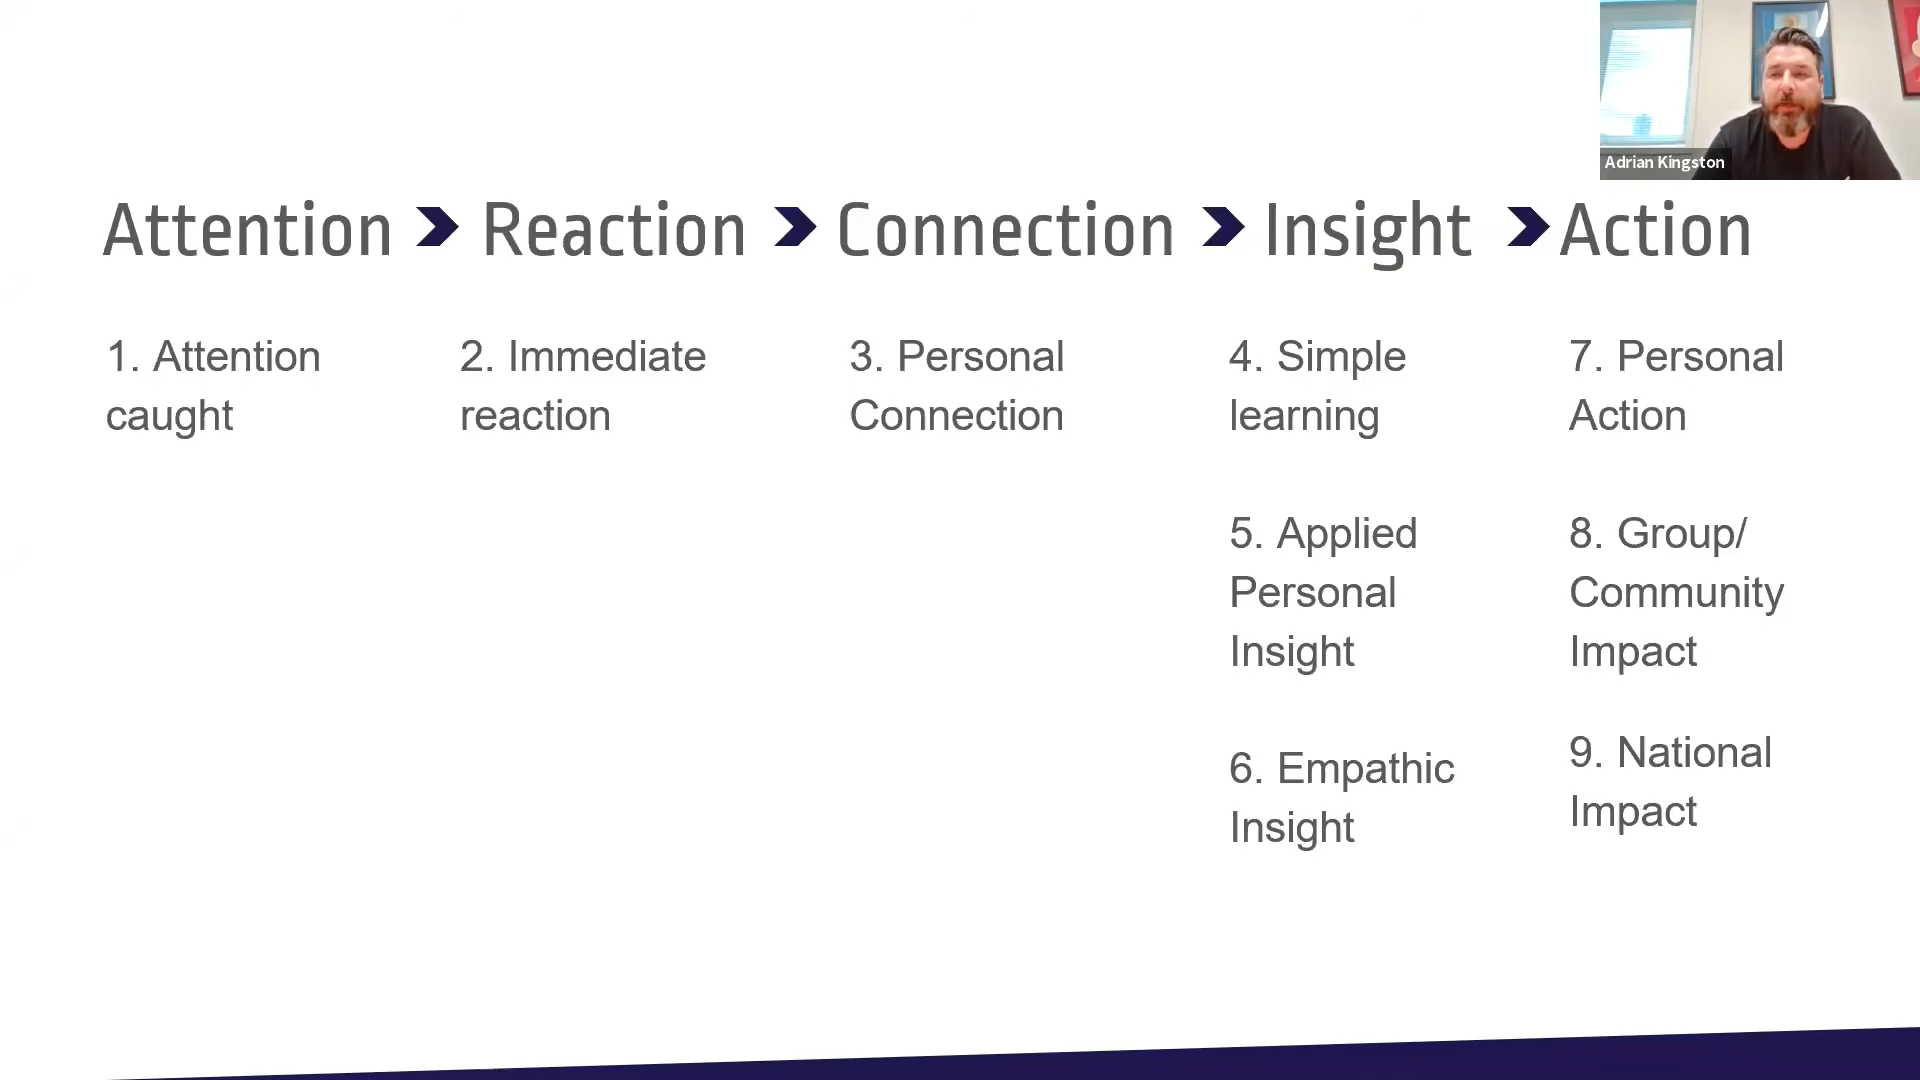 Adrian Kingston
Attention
Reaction
Connection
Insight
Action
1. Attention
caught
2. Immediate
reaction
3. Personal
Connection
4. Simple
learning
5. Applied
Personal
Insight
6. Empathic
Insight
7. Personal
Action
8. Group/
Community
Impact
9. National
Impact